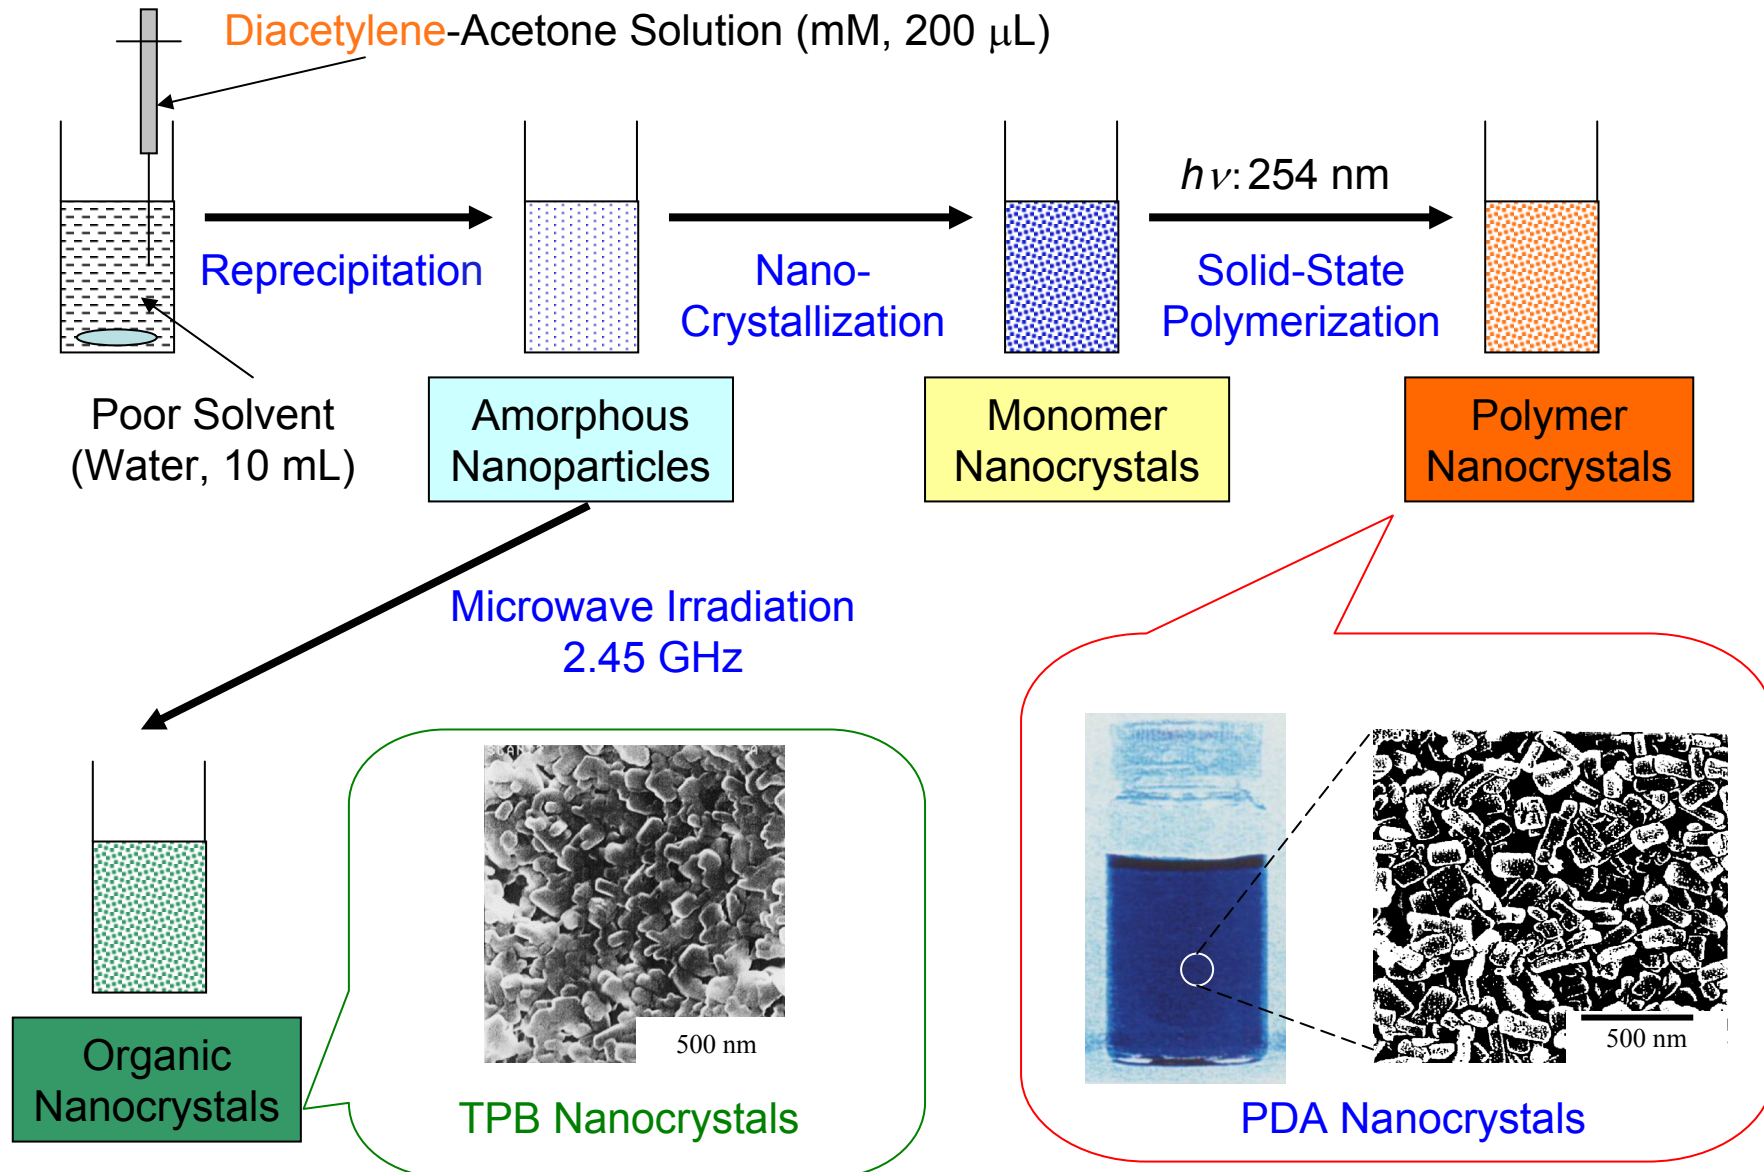 Diacetylene-Acetone Solution (mM, 200 μL)
hν: 254 nm
Reprecipitation
Nano-
Crystallization
Solid-State
Polymerization
Poor Solvent
(Water, 10 mL)
Amorphous
Nanoparticles
Monomer
Nanocrystals
Polymer
Nanocrystals
Microwave Irradiation
2.45 GHz
500 nm
500 nm
Organic
Nanocrystals
TPB Nanocrystals
PDA Nanocrystals